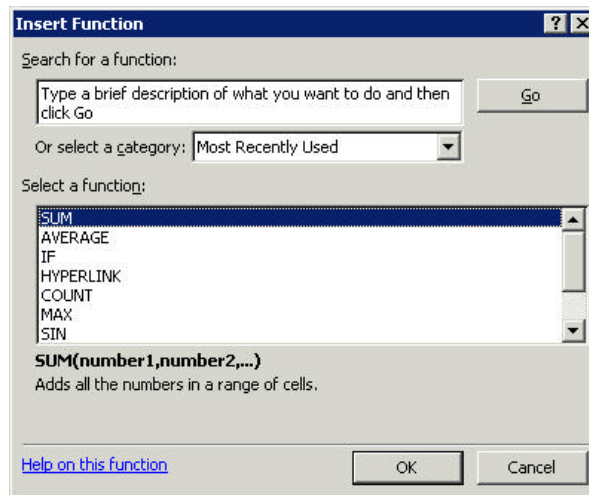 Insert Function
Search for a function:
Type a brief description of what you want to do and then
click Go
Go
Or select a category: Most Recently Used
Select a function:
SUM
AVERAGE
IF
HYPERLINK
COUNT
MAX
SIN
SUM(number1,number2,...)
Adds all the numbers in a range of cells.
Help on this function
OK
Cancel